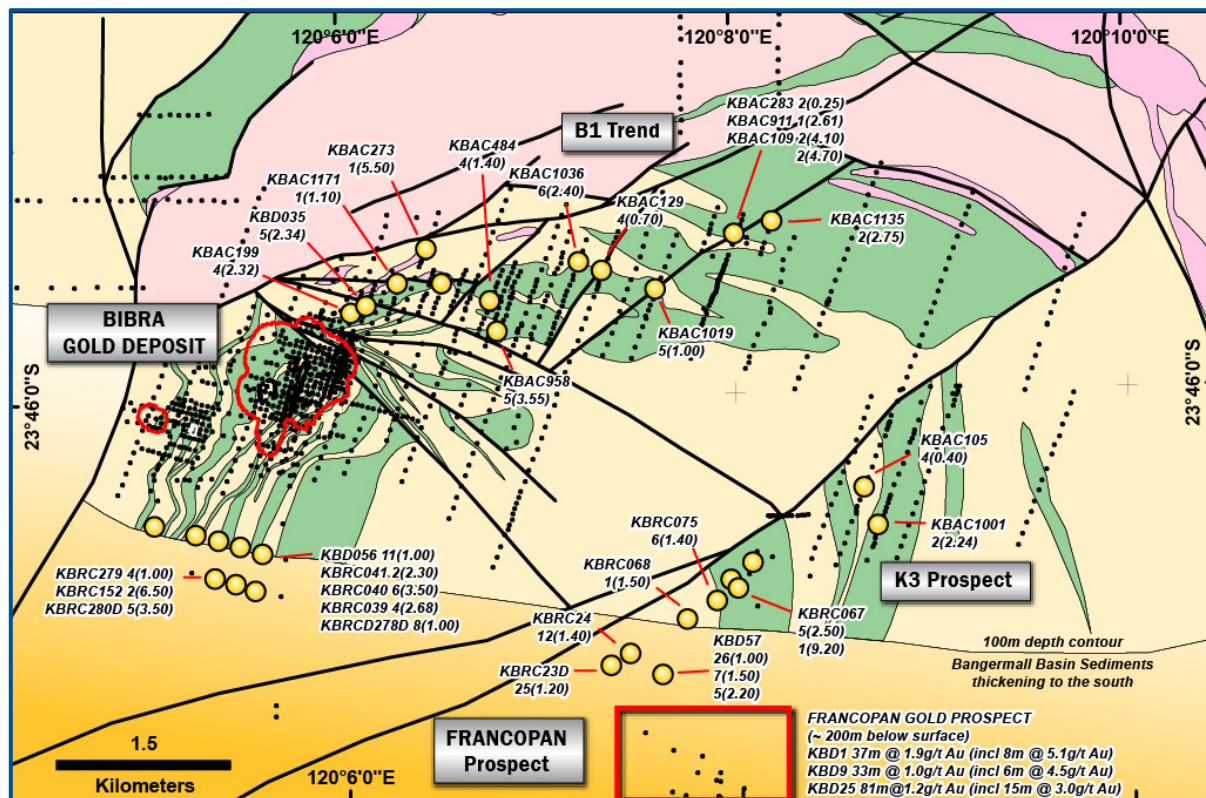 120°6'0"E
120°8'0"E
120°10'0"E
KBAC283 2(0.25)
KBAC911 1(2.61)
KBAC109 2(4.10)
2(4.70)
B1 Trend
KBAC273
1(5.50)
KBAC484
4(1.40)
KBAC1036
6(2.40)
KBAC1171
1(1.10)
KBAC129
4(0.70)
KBD035
5(2.34)
KBAC1135
2(2.75)
KBAC199
4(2.32)
BIBRA
GOLD DEPOSIT
KBAC1019
5(1.00)
KBAC958
5(3.55)
23°46'0"S
23°46'0"S
KBAC105
4(0.40)
KBAC1001
2(2.24)
KBRC075
6(1.40)
KBRC068
1(1.50)
K3 Prospect
KBD056 11(1.00)
KBRC041 2(2.30)
KBRC040 6(3.50)
KBRC039 4(2.68)
KBRCD278D 8(1.00)
KBRC279 4(1.00)
KBRC152 2(6.50)
KBRC280D 5(3.50)
KBRC067
5(2.50)
1(9.20)
KBRC24
12(1.40)
KBD57
26(1.00)
7(1.50)
5(2.20)
KBRC23D
25(1.20)
100m depth contour
Bangermall Basin Sediments
thickening to the south
FRANCOPAN
Prospect
FRANCOPAN GOLD PROSPECT
(~ 200m below surface)
KBD1 37m @ 1.9g/t Au (incl 8m @ 5.1g/t Au)
KBD9 33m @ 1.0g/t Au (incl 6m @ 4.5g/t Au)
KBD25 81m@1.2g/t Au (incl 15m @ 3.0g/t Au)
1.5
Kilometers
120°6'0"E